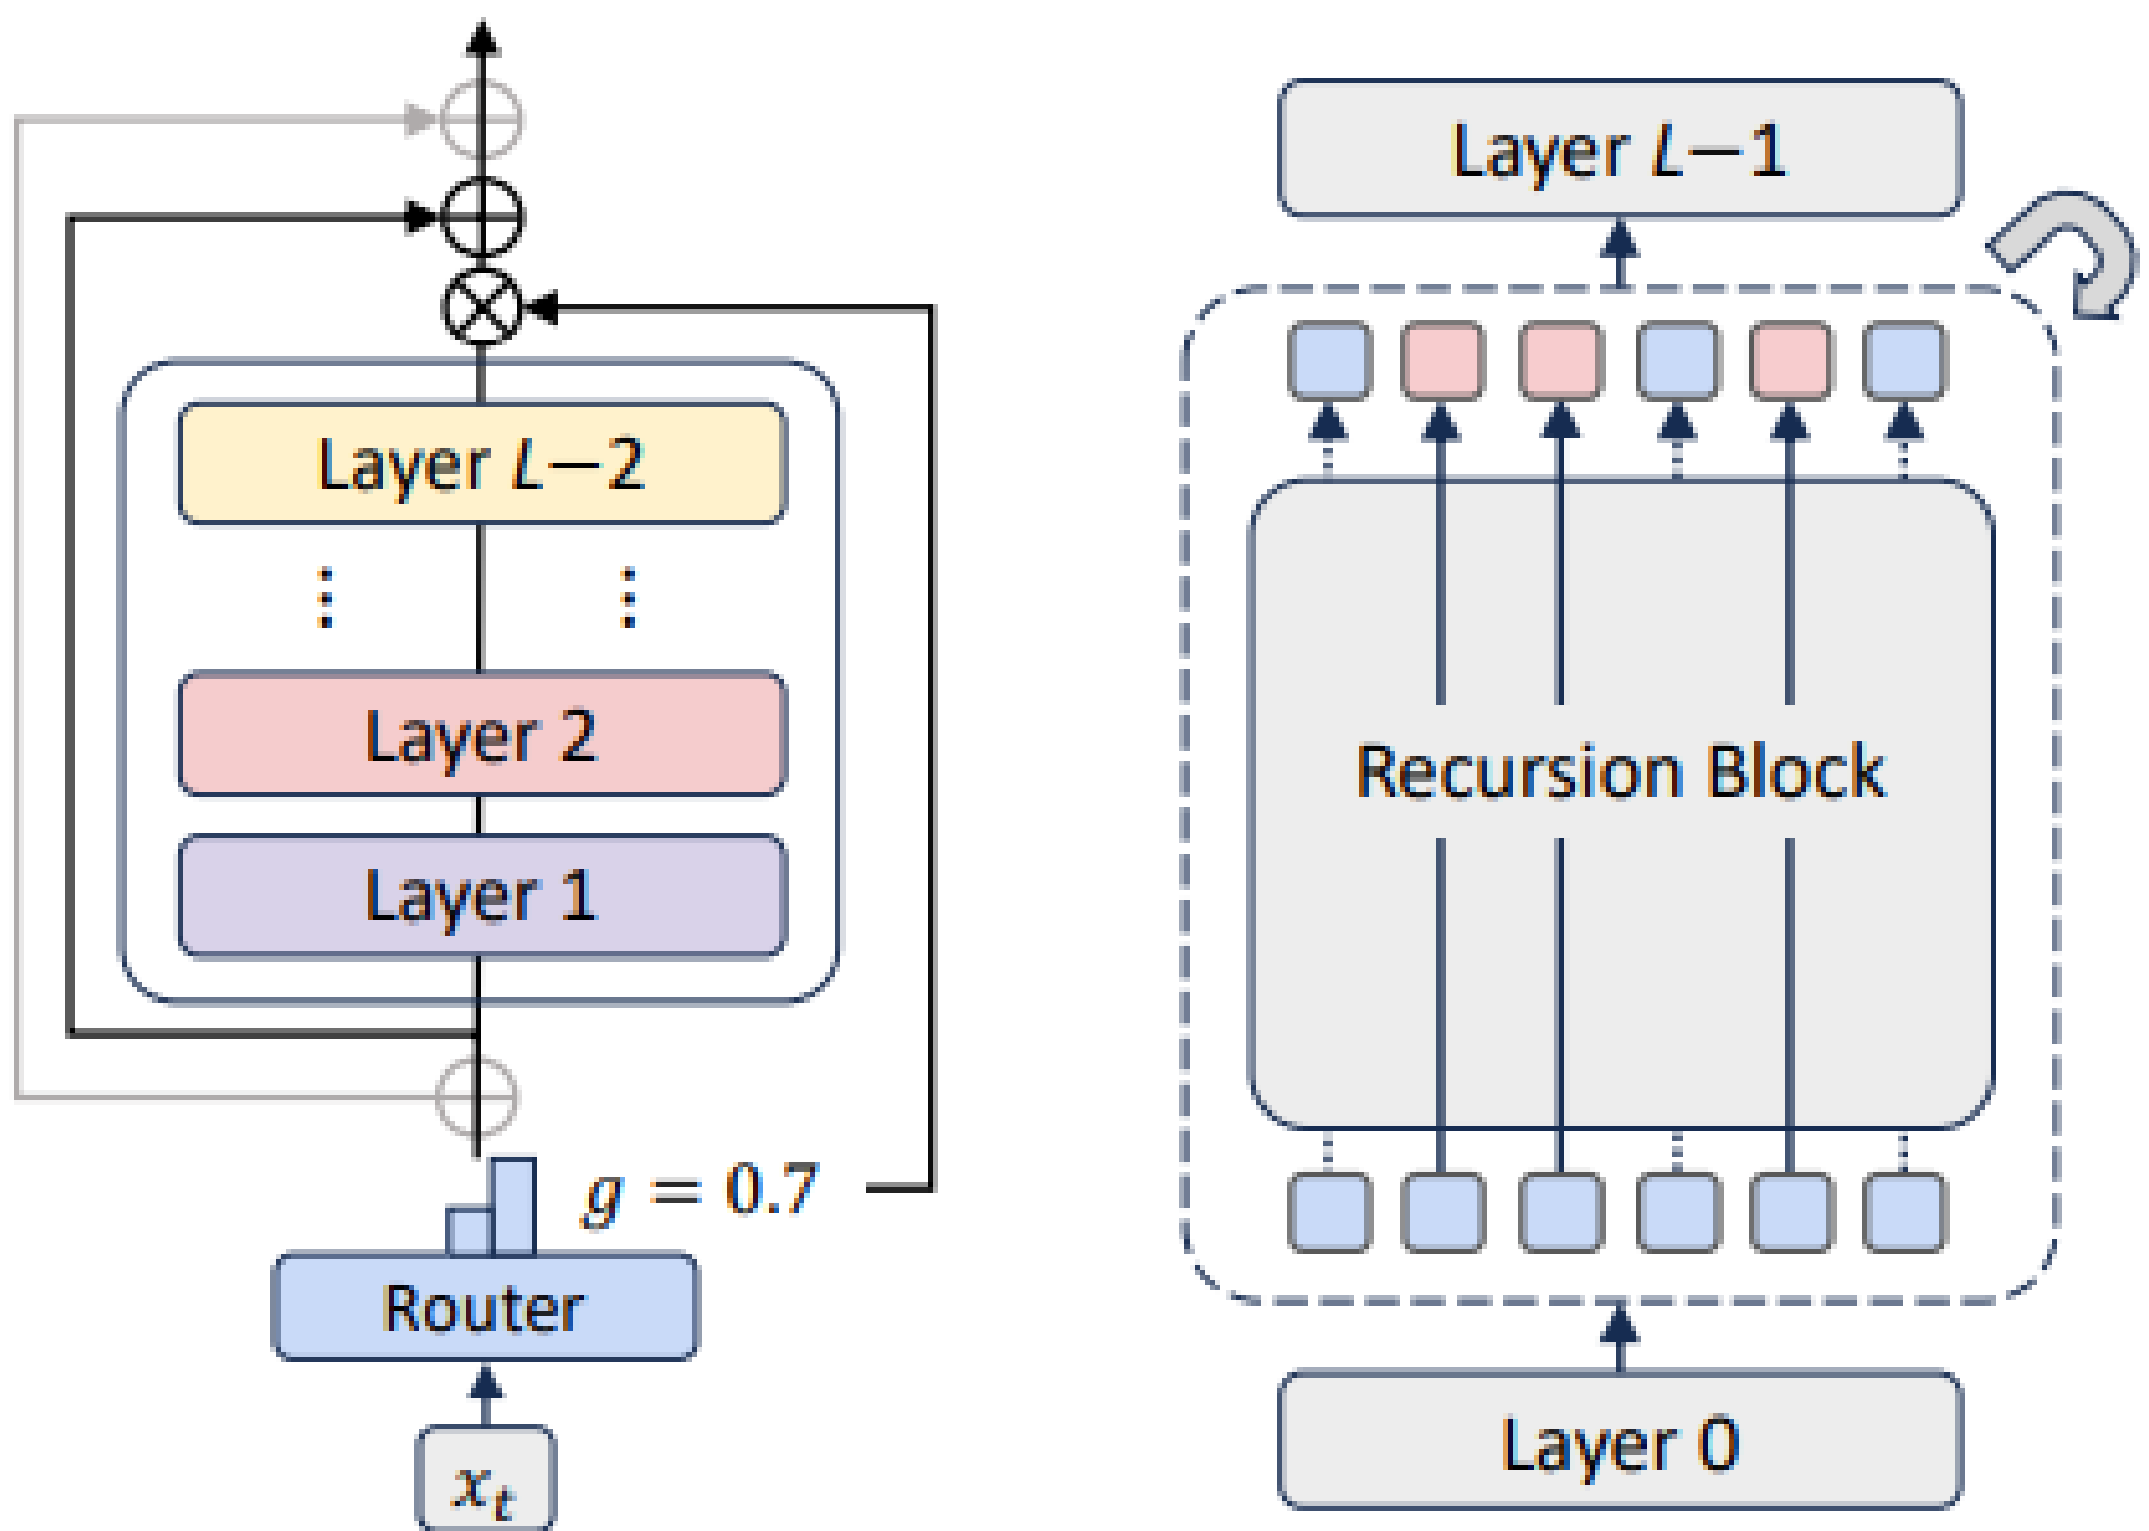 Layer L−2
Layer 2
Layer 1
g = 0.7
Router
x_t
Layer L−1
Recursion Block
Layer 0